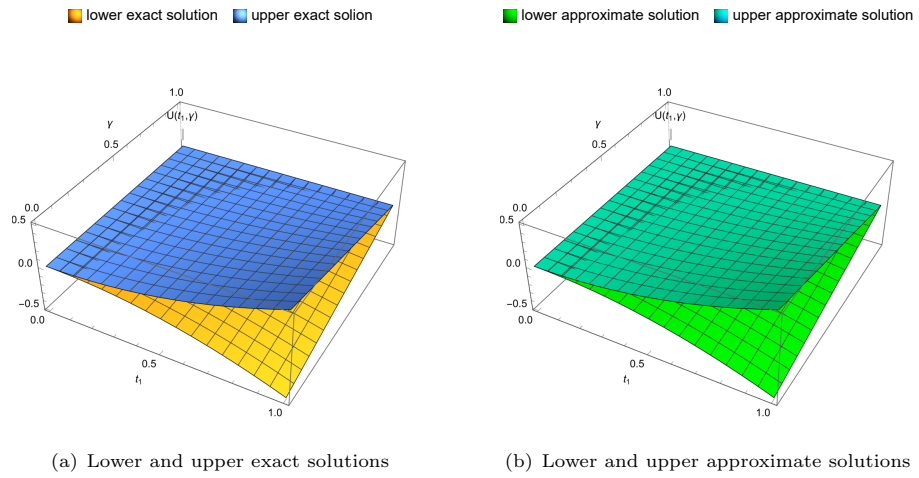 lower exact solution upper exact solion
1.0
U(t₁,γ)
γ
0.5
0.0
0.5
0.0
−0.5
0.0
0.5
t₁
1.0
(a) Lower and upper exact solutions
lower approximate solution upper approximate solution
1.0
U(t₁,γ)
γ
0.5
0.0
0.5
0.0
−0.5
0.0
0.5
t₁
1.0
(b) Lower and upper approximate solutions